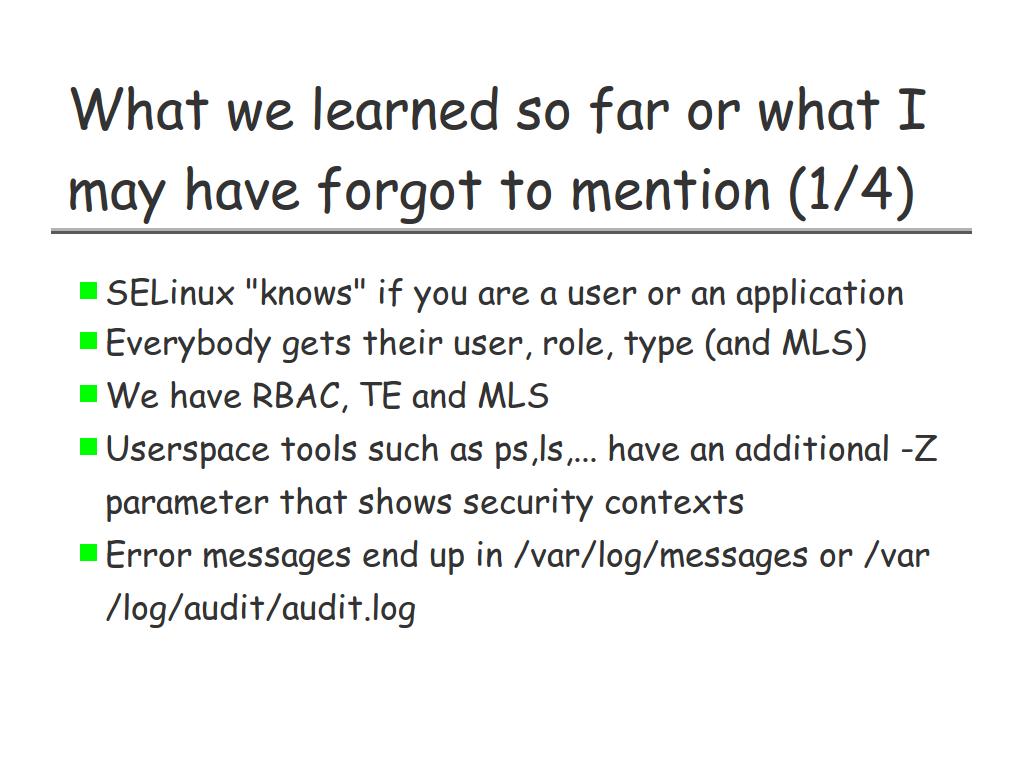 What we learned so far or what I
may have forgot to mention (1/4)
SELinux "knows" if you are a user or an application
Everybody gets their user, role, type (and MLS)
We have RBAC, TE and MLS
Userspace tools such as ps,ls,... have an additional -Z
parameter that shows security contexts
Error messages end up in /var/log/messages or /var
/log/audit/audit.log